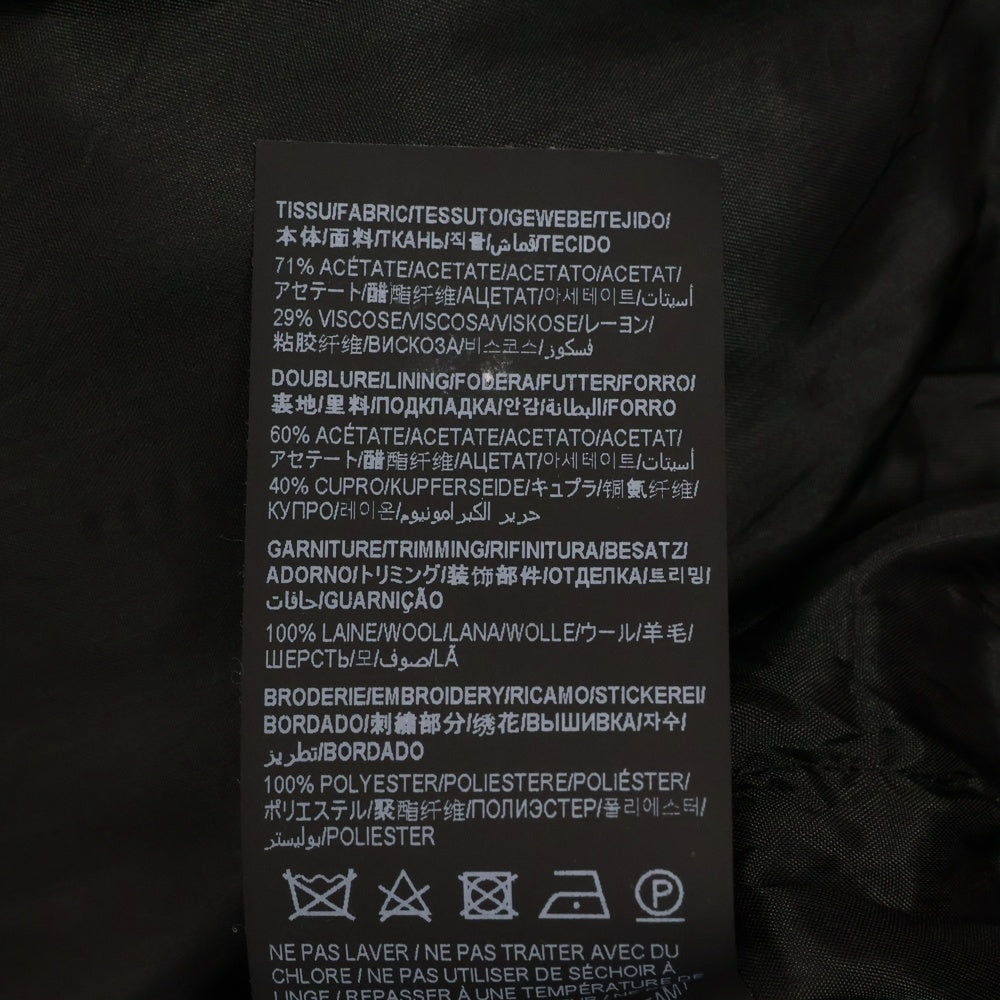 TISSU/FABRIC/TESSUTO/GEWEBE/TEJIDO/
本体/面料/ТКАНЬ/직물/قماش/TECIDO
71% ACÉTATE/ACETATE/ACETATO/ACETAT/
アセテート/醋酯纤维/АЦЕТАТ/아세테이트/أسيتات
29% VISCOSE/VISCOSA/VISKOSE/レーヨン/
粘胶纤维/ВИСКОЗА/비스코스/فسكوز
DOUBLURE/LINING/FODERA/FUTTER/FORRO/
裏地/里料/ПОДКЛАДКА/안감/البطانة/FORRO
60% ACÉTATE/ACETATE/ACETATO/ACETAT/
アセテート/醋酯纤维/АЦЕТАТ/아세테이트/أسيتات
40% CUPRO/KUPFERSEIDE/キュプラ/铜氨纤维/
КУПРО/레이온/حرير الكبرامونيوم
GARNITURE/TRIMMING/RIFINITURA/BESATZ/
ADORNO/トリミング/装饰部件/ОТДЕЛКА/트리밍/
حافات/GUARNIÇÃO
100% LAINE/WOOL/LANA/WOLLE/ウール/羊毛/
ШЕРСТЬ/모/صوف/LÃ
BRODERIE/EMBROIDERY/RICAMO/STICKEREI/
BORDADO/刺繍部分/绣花/ВЫШИВКА/자수/
تطريز/BORDADO
100% POLYESTER/POLIESTERE/POLIÉSTER/
ポリエステル/聚酯纤维/ПОЛИЭСТЕР/폴리에스터/
بوليستر/POLIESTER
P
NE PAS LAVER / NE PAS TRAITER AVEC DU
CHLORE / NE PAS UTILISER DE SÉCHOIR À
LINGE / REPASSER À UNE TEMPÉRATURE DE